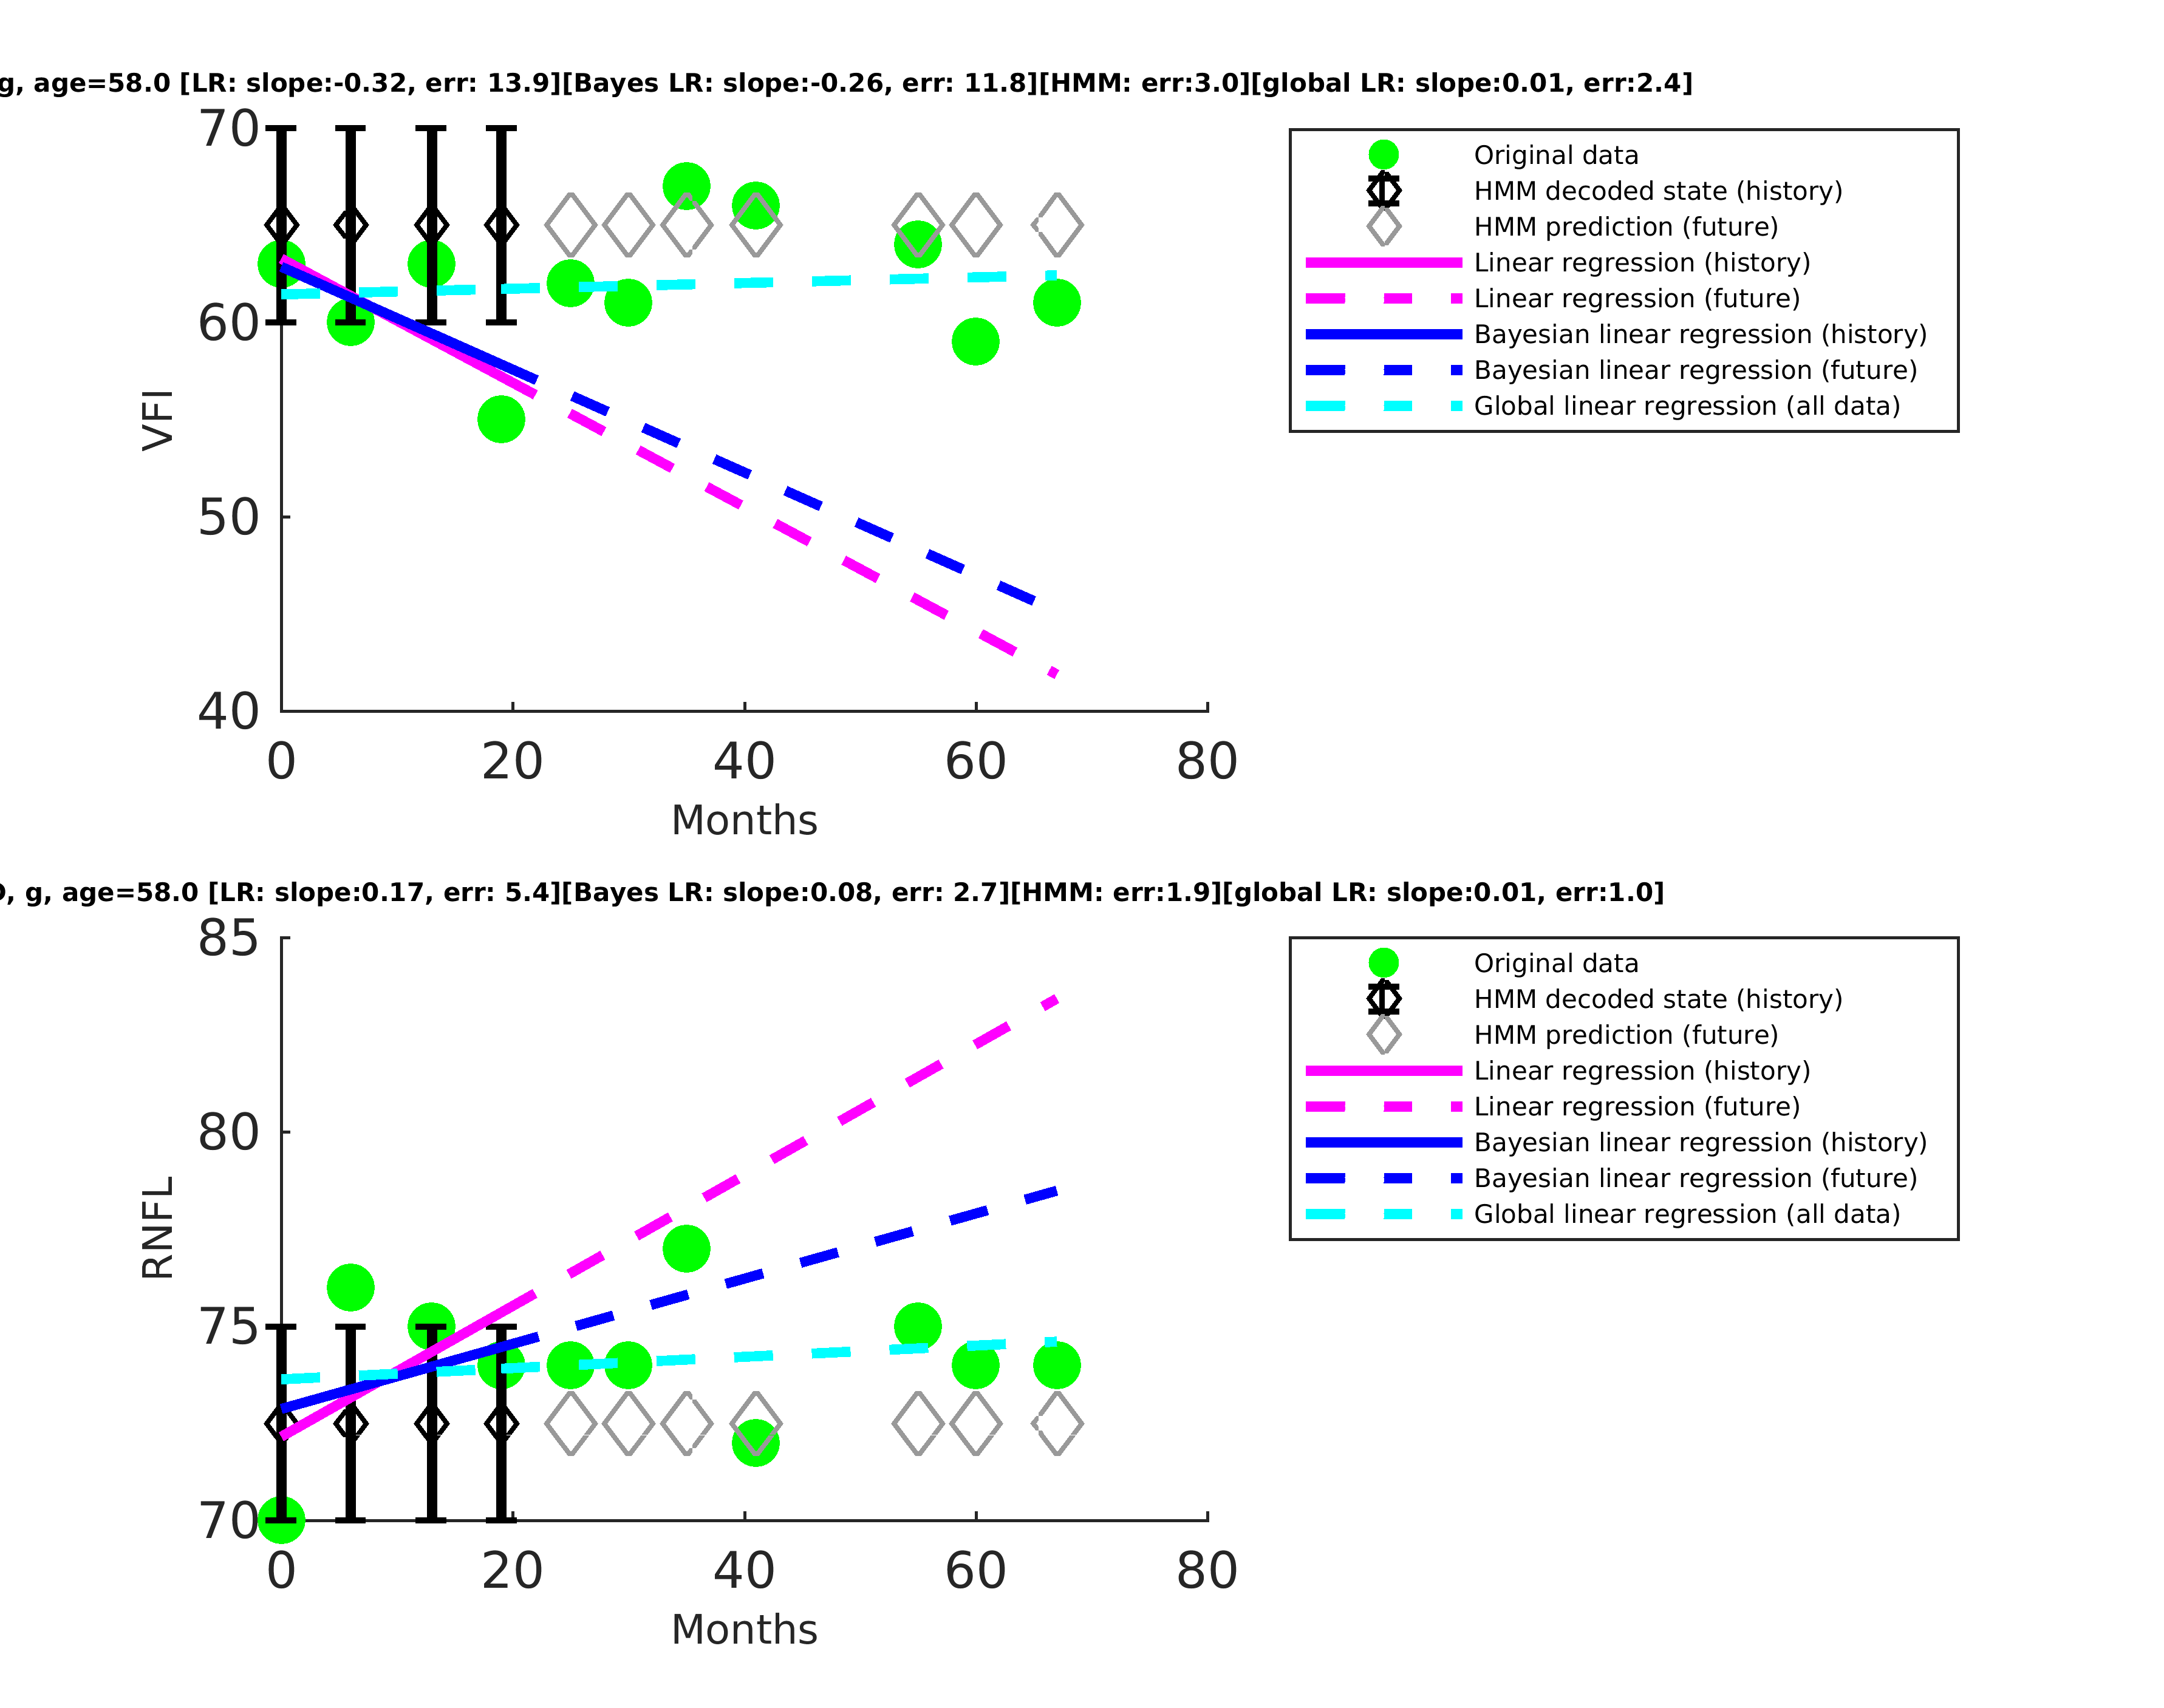 g, age=58.0 [LR: slope:-0.32, err: 13.9][Bayes LR: slope:-0.26, err: 11.8][HMM: err:3.0][global LR: slope:0.01, err:2.4]
70
60
50
40
VFI
0 20 40 60 80
Months
Original data
HMM decoded state (history)
HMM prediction (future)
Linear regression (history)
Linear regression (future)
Bayesian linear regression (history)
Bayesian linear regression (future)
Global linear regression (all data)
, g, age=58.0 [LR: slope:0.17, err: 5.4][Bayes LR: slope:0.08, err: 2.7][HMM: err:1.9][global LR: slope:0.01, err:1.0]
85
80
75
70
RNFL
0 20 40 60 80
Months
Original data
HMM decoded state (history)
HMM prediction (future)
Linear regression (history)
Linear regression (future)
Bayesian linear regression (history)
Bayesian linear regression (future)
Global linear regression (all data)